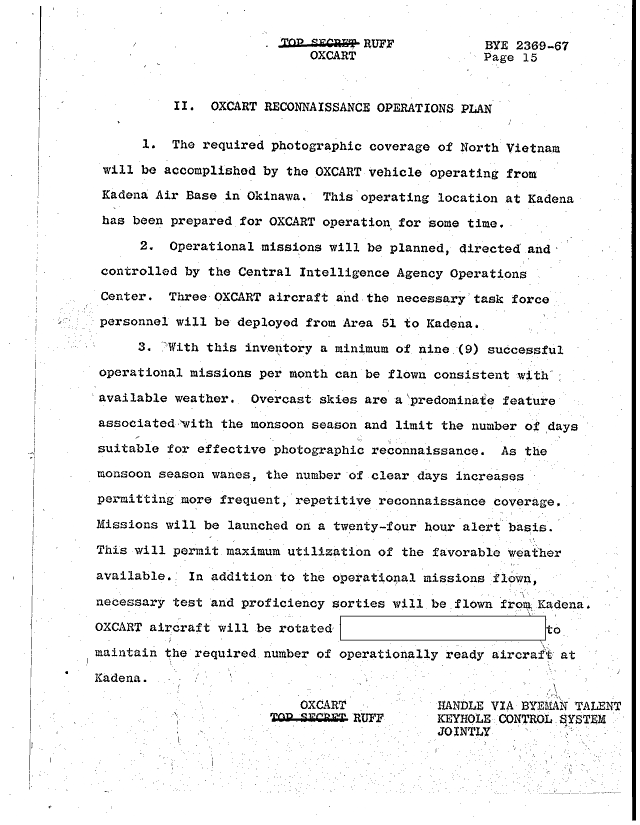 TOP SECRET RUFF
OXCART
BYE 2369-67
Page 15
II. OXCART RECONNAISSANCE OPERATIONS PLAN
1. The required photographic coverage of North Vietnam
will be accomplished by the OXCART vehicle operating from
Kadena Air Base in Okinawa. This operating location at Kadena
has been prepared for OXCART operation for some time.
2. Operational missions will be planned, directed and
controlled by the Central Intelligence Agency Operations
Center. Three OXCART aircraft and the necessary task force
personnel will be deployed from Area 51 to Kadena.
3. With this inventory a minimum of nine (9) successful
operational missions per month can be flown consistent with
available weather. Overcast skies are a predominate feature
associated with the monsoon season and limit the number of days
suitable for effective photographic reconnaissance. As the
monsoon season wanes, the number of clear days increases
permitting more frequent, repetitive reconnaissance coverage.
Missions will be launched on a twenty-four hour alert basis.
This will permit maximum utilization of the favorable weather
available. In addition to the operational missions flown,
necessary test and proficiency sorties will be flown from Kadena.
OXCART aircraft will be rotated to
maintain the required number of operationally ready aircraft at
Kadena.
OXCART
TOP SECRET RUFF
HANDLE VIA BYEMAN TALENT
KEYHOLE CONTROL SYSTEM
JOINTLY